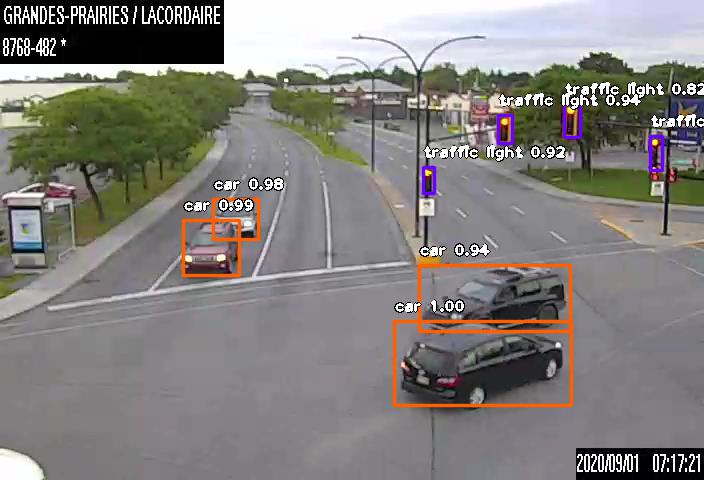 GRANDES-PRAIRIES / LACORDAIRE
8768-482 *
traffic light 0.82
traffic light 0.94
traffic
traffic light 0.92
car 0.98
car 0.99
car 0.94
car 1.00
2020/09/01 07:17:21